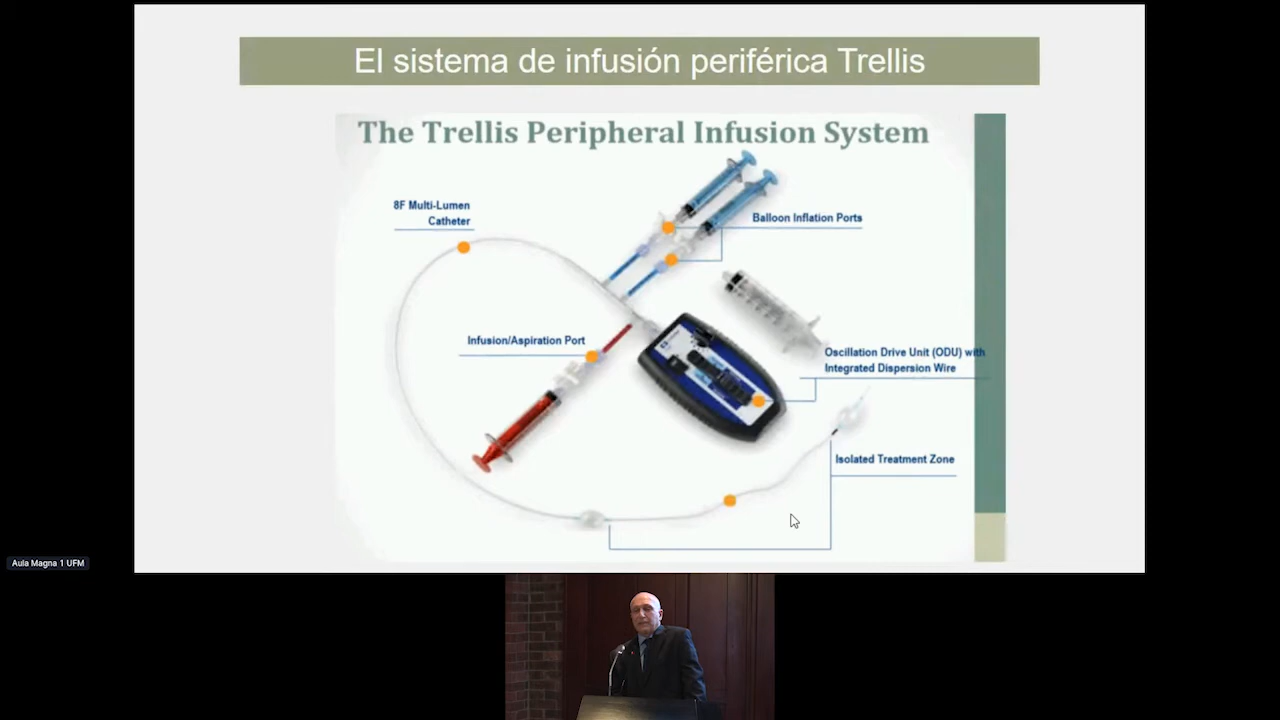 El sistema de infusión periférica Trellis
The Trellis Peripheral Infusion System
8F Multi-Lumen
Catheter
Balloon Inflation Ports
Infusion/Aspiration Port
Oscillation Drive Unit (ODU) with
Integrated Dispersion Wire
Isolated Treatment Zone
Aula Magna 1 UFM